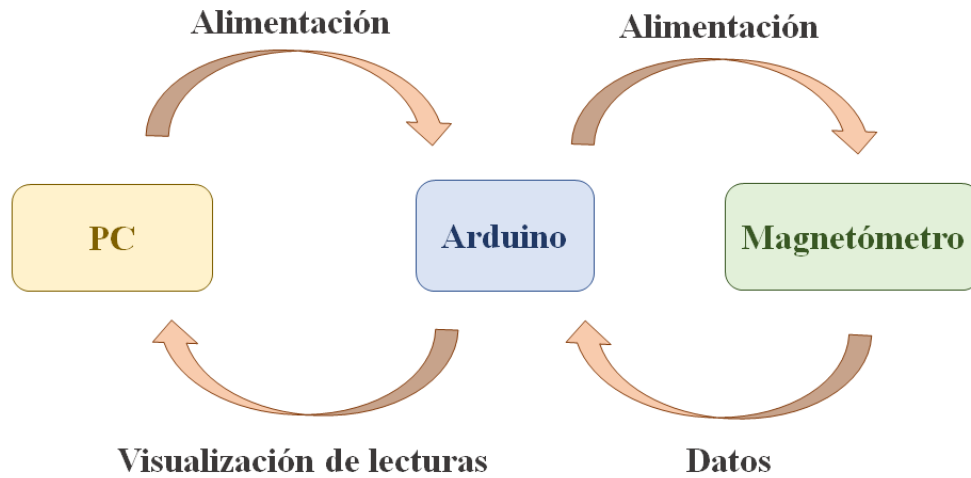 Alimentación
Alimentación
PC
Arduino
Magnetómetro
Visualización de lecturas
Datos